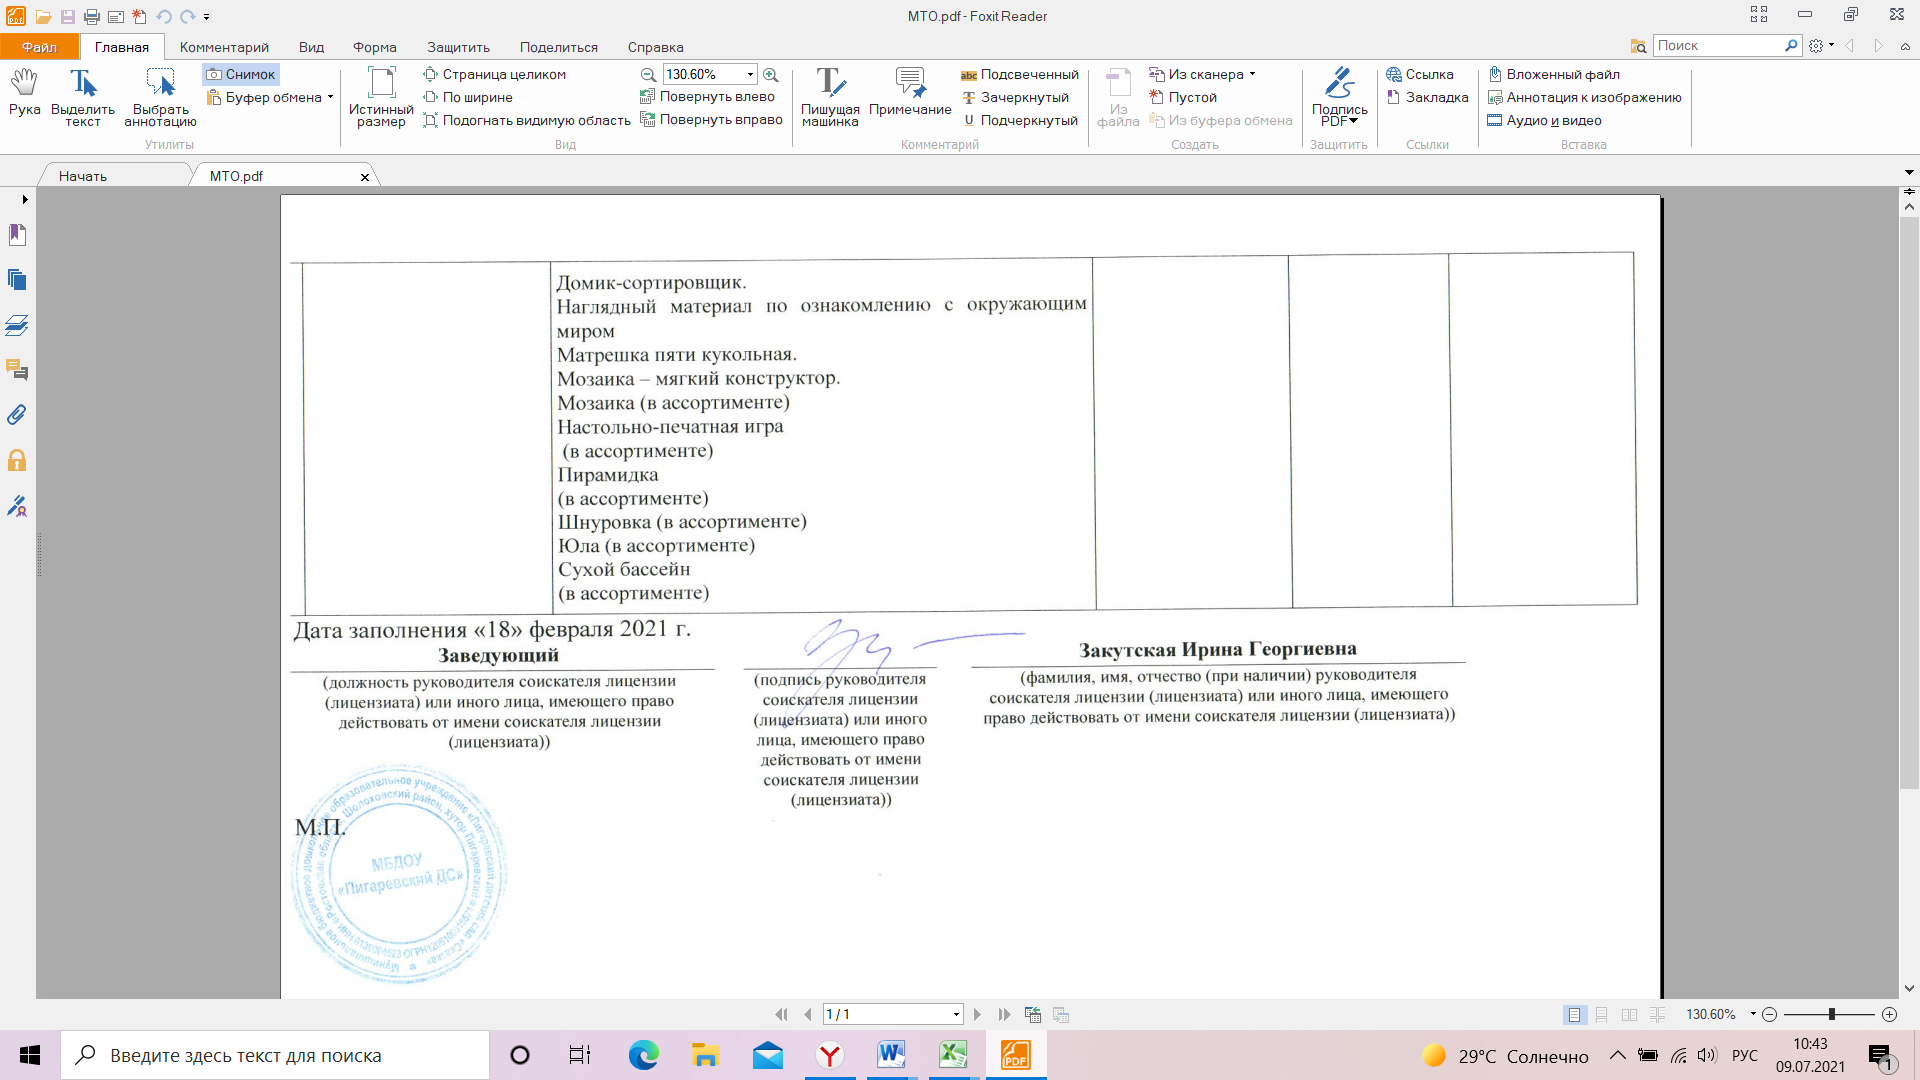 МТО.pdf - Foxit Reader
Файл Главная Комментарий Вид Форма Защитить Поделиться Справка Поиск
Рука
Выделить текст
Выбрать аннотацию
Снимок
Буфер обмена
Утилиты
Истинный размер
Страница целиком
По ширине
Подогнать видимую область
130.60%
Повернуть влево
Повернуть вправо
Вид
Пишущая машинка
Примечание
Подсвеченный
Зачеркнутый
Подчеркнутый
Комментарий
Из файла
Из сканера
Пустой
Из буфера обмена
Создать
Подпись PDF
Защитить
Ссылка
Закладка
Ссылки
Вложенный файл
Аннотация к изображению
Аудио и видео
Вставка
Начать МТО.pdf
Домик-сортировщик.
Наглядный материал по ознакомлению с окружающим
миром
Матрешка пяти кукольная.
Мозаика – мягкий конструктор.
Мозаика (в ассортименте)
Настольно-печатная игра
(в ассортименте)
Пирамидка
(в ассортименте)
Шнуровка (в ассортименте)
Юла (в ассортименте)
Сухой бассейн
(в ассортименте)
Дата заполнения «18» февраля 2021 г.
Заведующий
(должность руководителя соискателя лицензии
(лицензиата) или иного лица, имеющего право
действовать от имени соискателя лицензии
(лицензиата))
(подпись руководителя
соискателя лицензии
(лицензиата) или иного
лица, имеющего право
действовать от имени
соискателя лицензии
(лицензиата))
Закутская Ирина Георгиевна
(фамилия, имя, отчество (при наличии) руководителя
соискателя лицензии (лицензиата) или иного лица, имеющего
право действовать от имени соискателя лицензии (лицензиата))
М.П.
МБДОУ
«Пигаревский ДС»
1 / 1
130.60%
Введите здесь текст для поиска
29°C Солнечно
РУС
10:43
09.07.2021
1